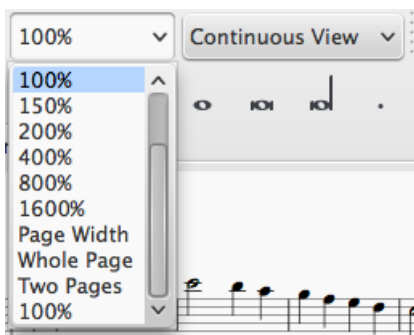 100%
Continuous View
100%
150%
200%
400%
800%
1600%
Page Width
Whole Page
Two Pages
100%